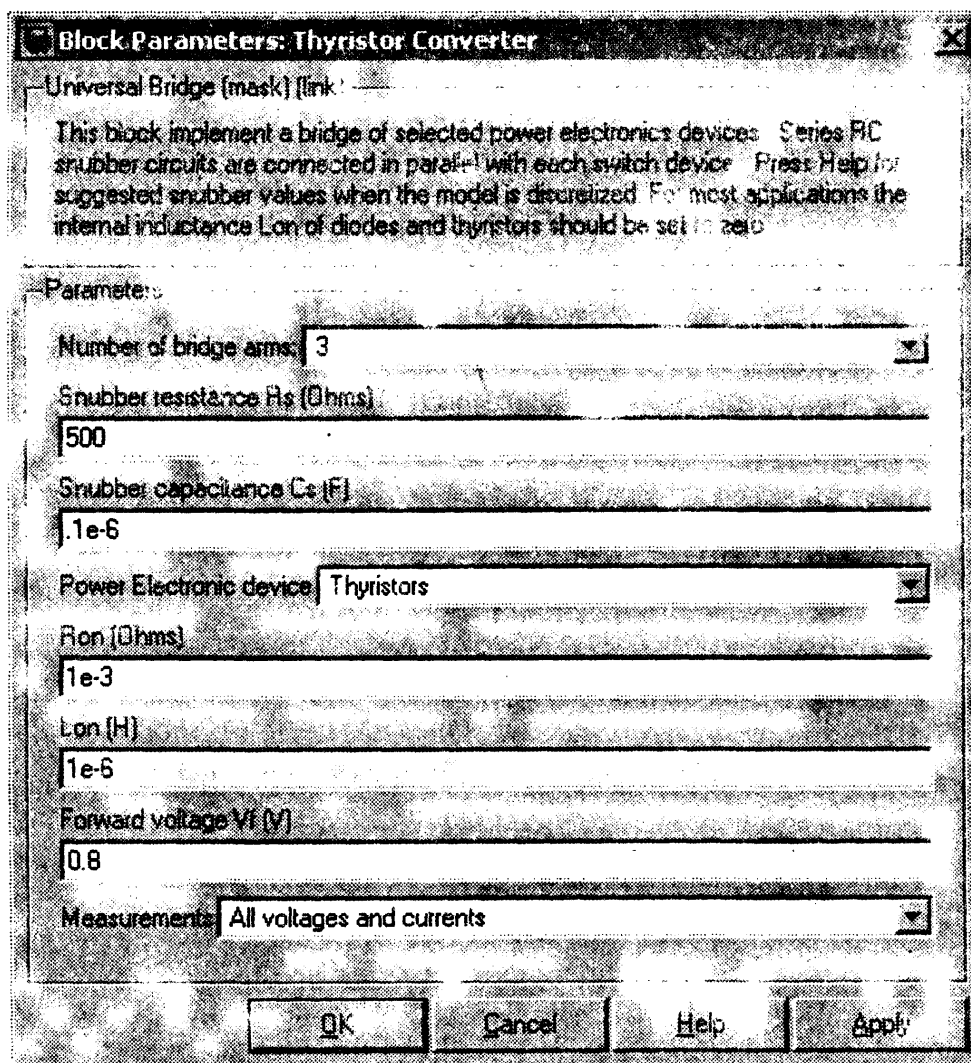 Block Parameters: Thyristor Converter
Universal Bridge (mask) (link)
This block implement a bridge of selected power electronics devices. Series RC
snubber circuits are connected in parallel with each switch device. Press Help for
suggested snubber values when the model is discretized. For most applications the
internal inductance Lon of diodes and thyristors should be set to zero
Parameters
Number of bridge arms: 3
Snubber resistance Rs (Ohms)
500
Snubber capacitance Cs (F)
.1e-6
Power Electronic device Thyristors
Ron (Ohms)
1e-3
Lon (H)
1e-6
Forward voltage Vf (V)
0.8
Measurements All voltages and currents
OK Cancel Help Apply